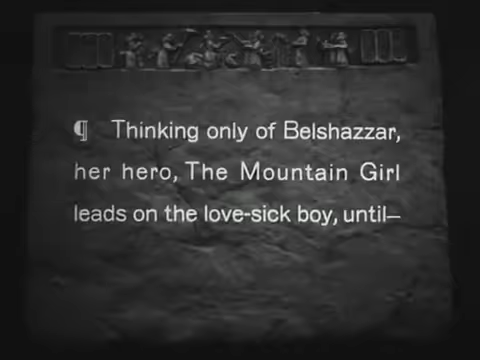 ¶ Thinking only of Belshazzar,
her hero, The Mountain Girl
leads on the love-sick boy, until—